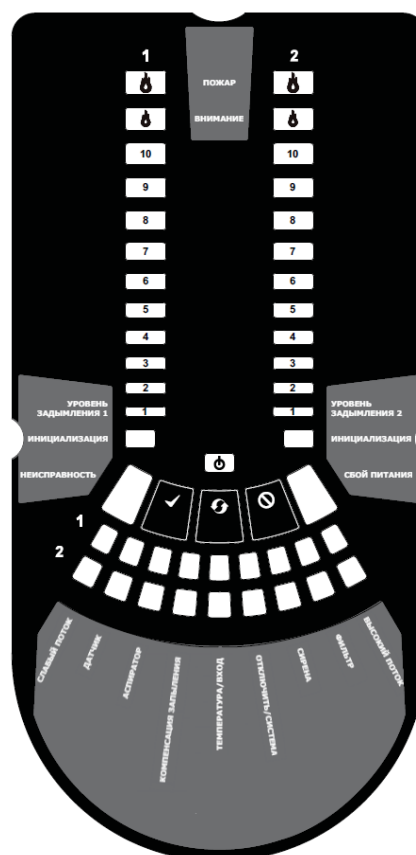 1
2
ПОЖАР
ВНИМАНИЕ
10
10
9
9
8
8
7
7
6
6
5
5
4
4
3
3
2
2
1
1
УРОВЕНЬ
ЗАДЫМЛЕНИЯ 1
УРОВЕНЬ
ЗАДЫМЛЕНИЯ 2
ИНИЦИАЛИЗАЦИЯ
ИНИЦИАЛИЗАЦИЯ
НЕИСПРАВНОСТЬ
СБОЙ ПИТАНИЯ
1
2
СЛАБЫЙ ПОТОК
ДАТЧИК
АСПИРАТОР
КОМПЕНСАЦИЯ ЗАПЫЛЕНИЯ
ТЕМПЕРАТУРА/ВХОД
ОТКЛЮЧИТЬ/СИСТЕМА
СИРЕНА
ФИЛЬТР
ВЫСОКИЙ ПОТОК